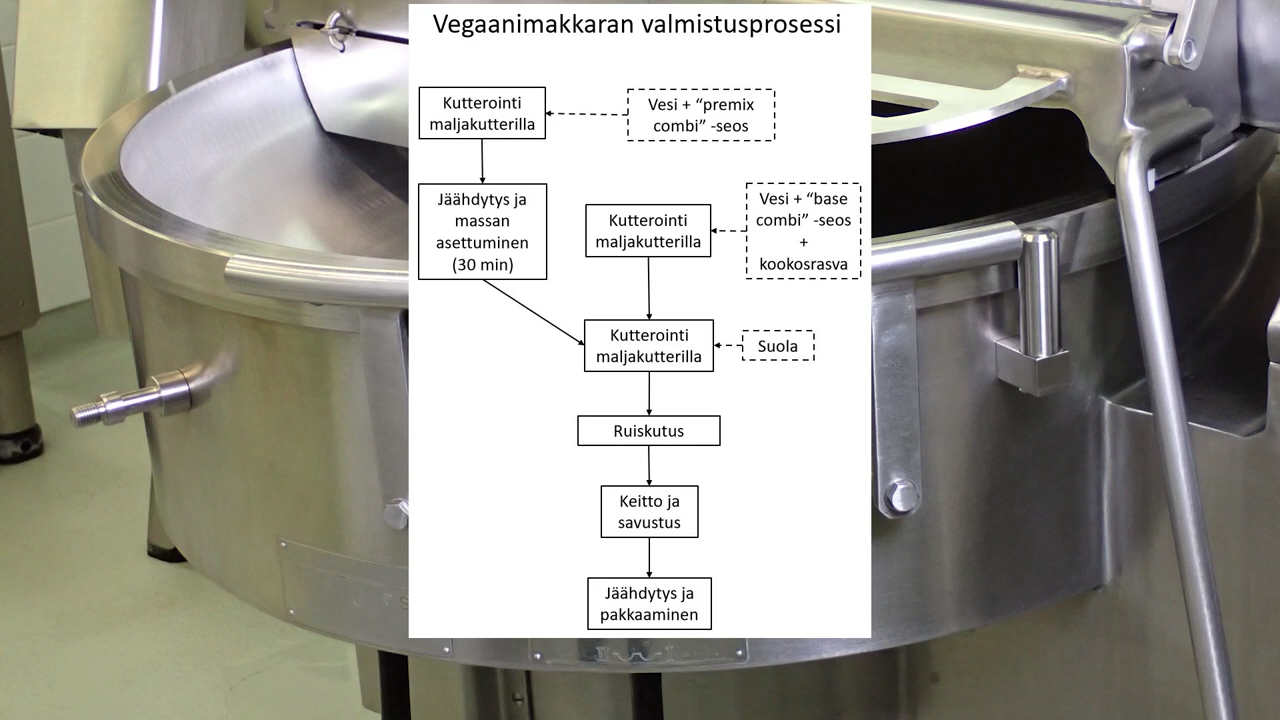 Vegaanimakkaran valmistusprosessi
Kutterointi
maljakutterilla
Vesi + “premix
combi” -seos
Jäähdytys ja
massan
asettuminen
(30 min)
Kutterointi
maljakutterilla
Vesi + “base
combi” -seos
+
kookosrasva
Kutterointi
maljakutterilla
Suola
Ruiskutus
Keitto ja
savustus
Jäähdytys ja
pakkaaminen